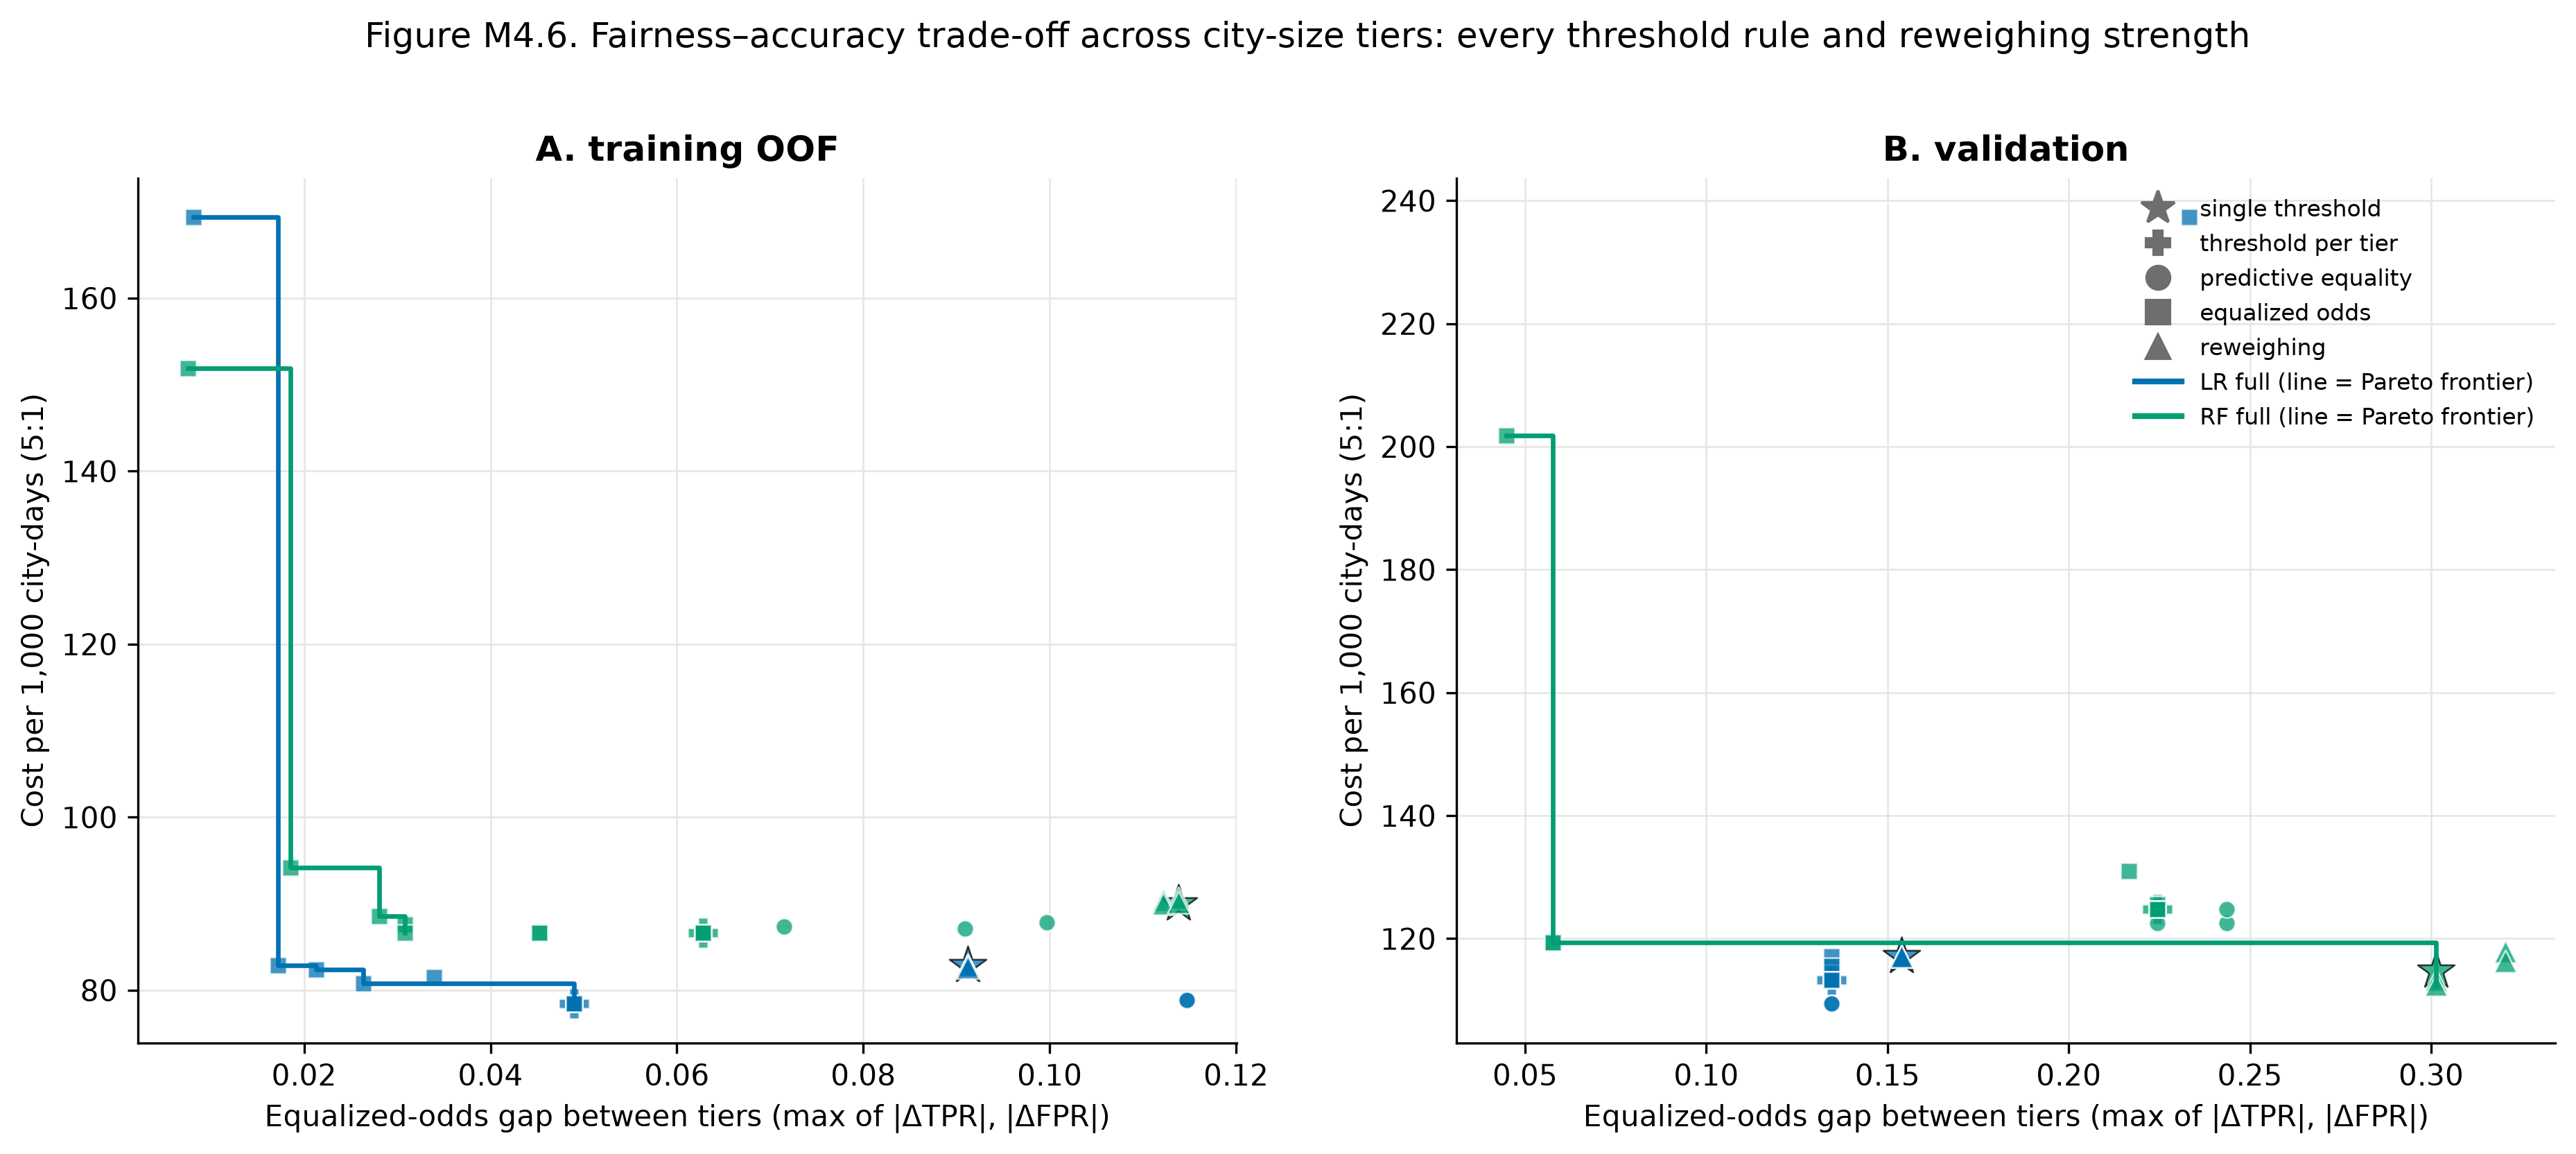 Figure M4.6. Fairness–accuracy trade-off across city-size tiers: every threshold rule and reweighing strength
A. training OOF
Cost per 1,000 city-days (5:1)
160
140
120
100
80
0.02 0.04 0.06 0.08 0.10 0.12
Equalized-odds gap between tiers (max of |ΔTPR|, |ΔFPR|)
B. validation
Cost per 1,000 city-days (5:1)
240
220
200
180
160
140
120
single threshold
threshold per tier
predictive equality
equalized odds
reweighing
LR full (line = Pareto frontier)
RF full (line = Pareto frontier)
0.05 0.10 0.15 0.20 0.25 0.30
Equalized-odds gap between tiers (max of |ΔTPR|, |ΔFPR|)